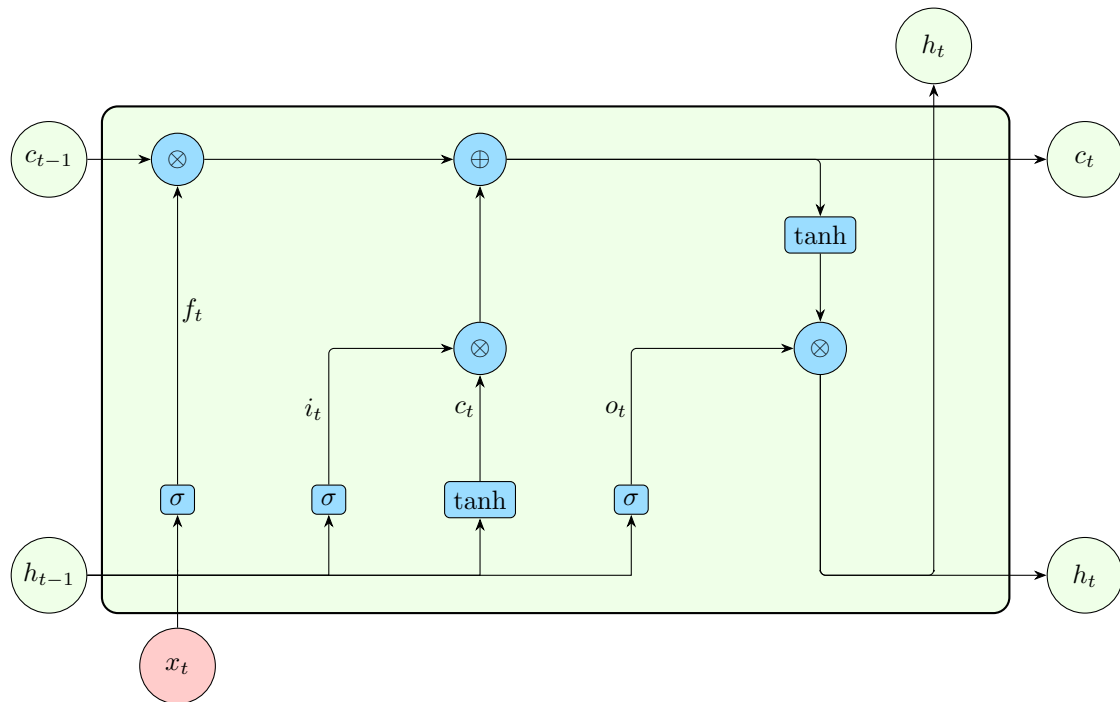 h_t
c_{t-1}
⊗
⊕
c_t
tanh
f_t
⊗
⊗
i_t
c_t
o_t
σ
σ
tanh
σ
h_{t-1}
h_t
x_t